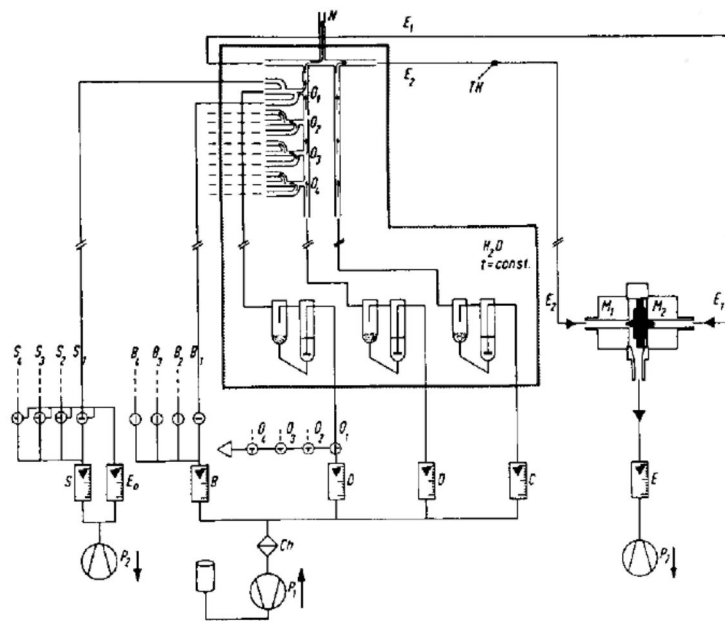 N
E₁
E₂
TH
O₁
O₂
O₃
O₄
H₂O
t=const.
E₂
M₁ M₂
E₁
S₄ S₃ S₂ S₁ B₄ B₃ B₂ B₁
O₄ O₃ O₂ O₁
S E₀ B D D C E
Ch
P₂ P₁